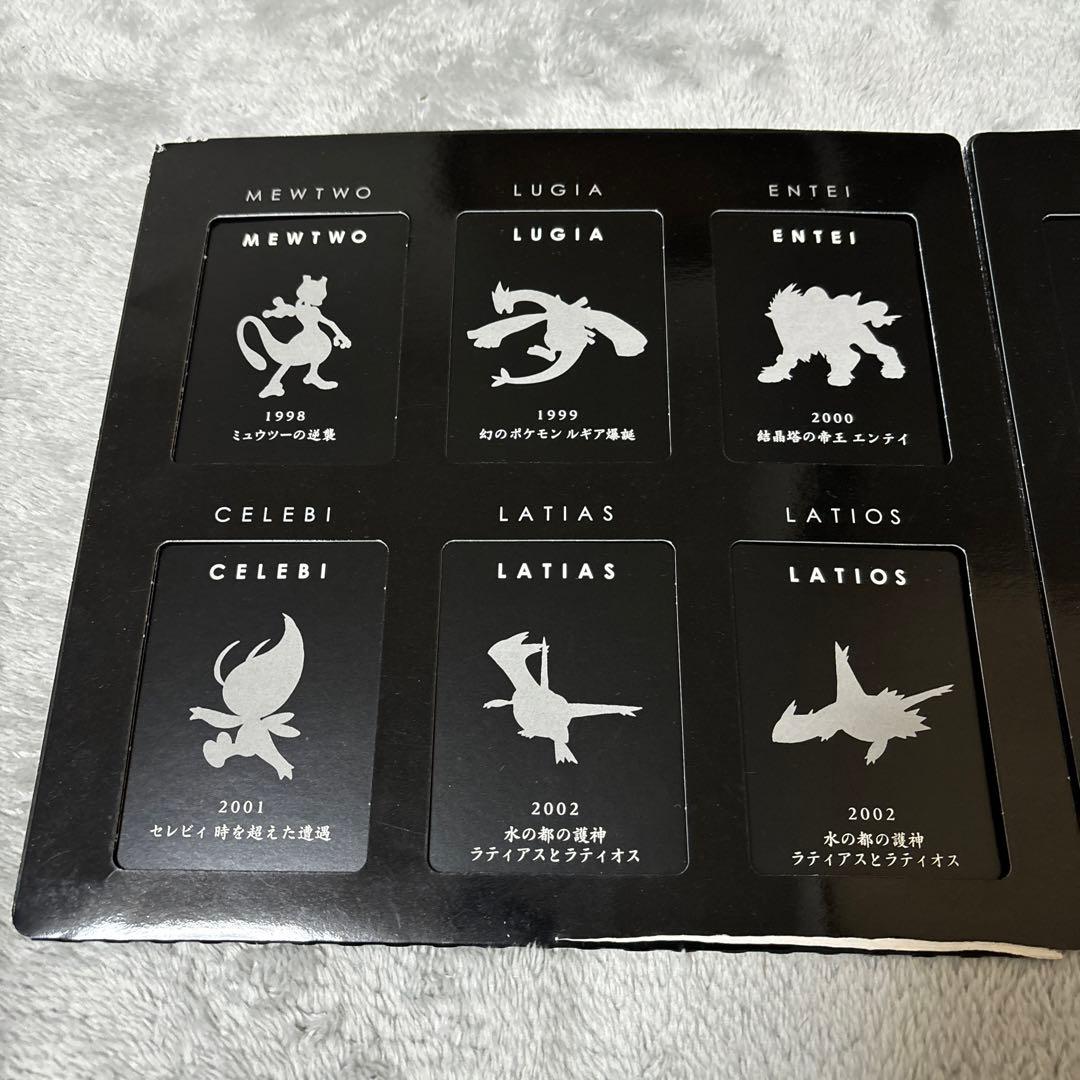 MEWTWO
LUGIA
ENTEI
MEWTWO
1998
ミュウツーの逆襲
LUGIA
1999
幻のポケモン ルギア爆誕
ENTEI
2000
結晶塔の帝王 エンテイ
CELEBI
LATIAS
LATIOS
CELEBI
2001
セレビィ 時を超えた遭遇
LATIAS
2002
水の都の護神
ラティアスとラティオス
LATIOS
2002
水の都の護神
ラティアスとラティオス